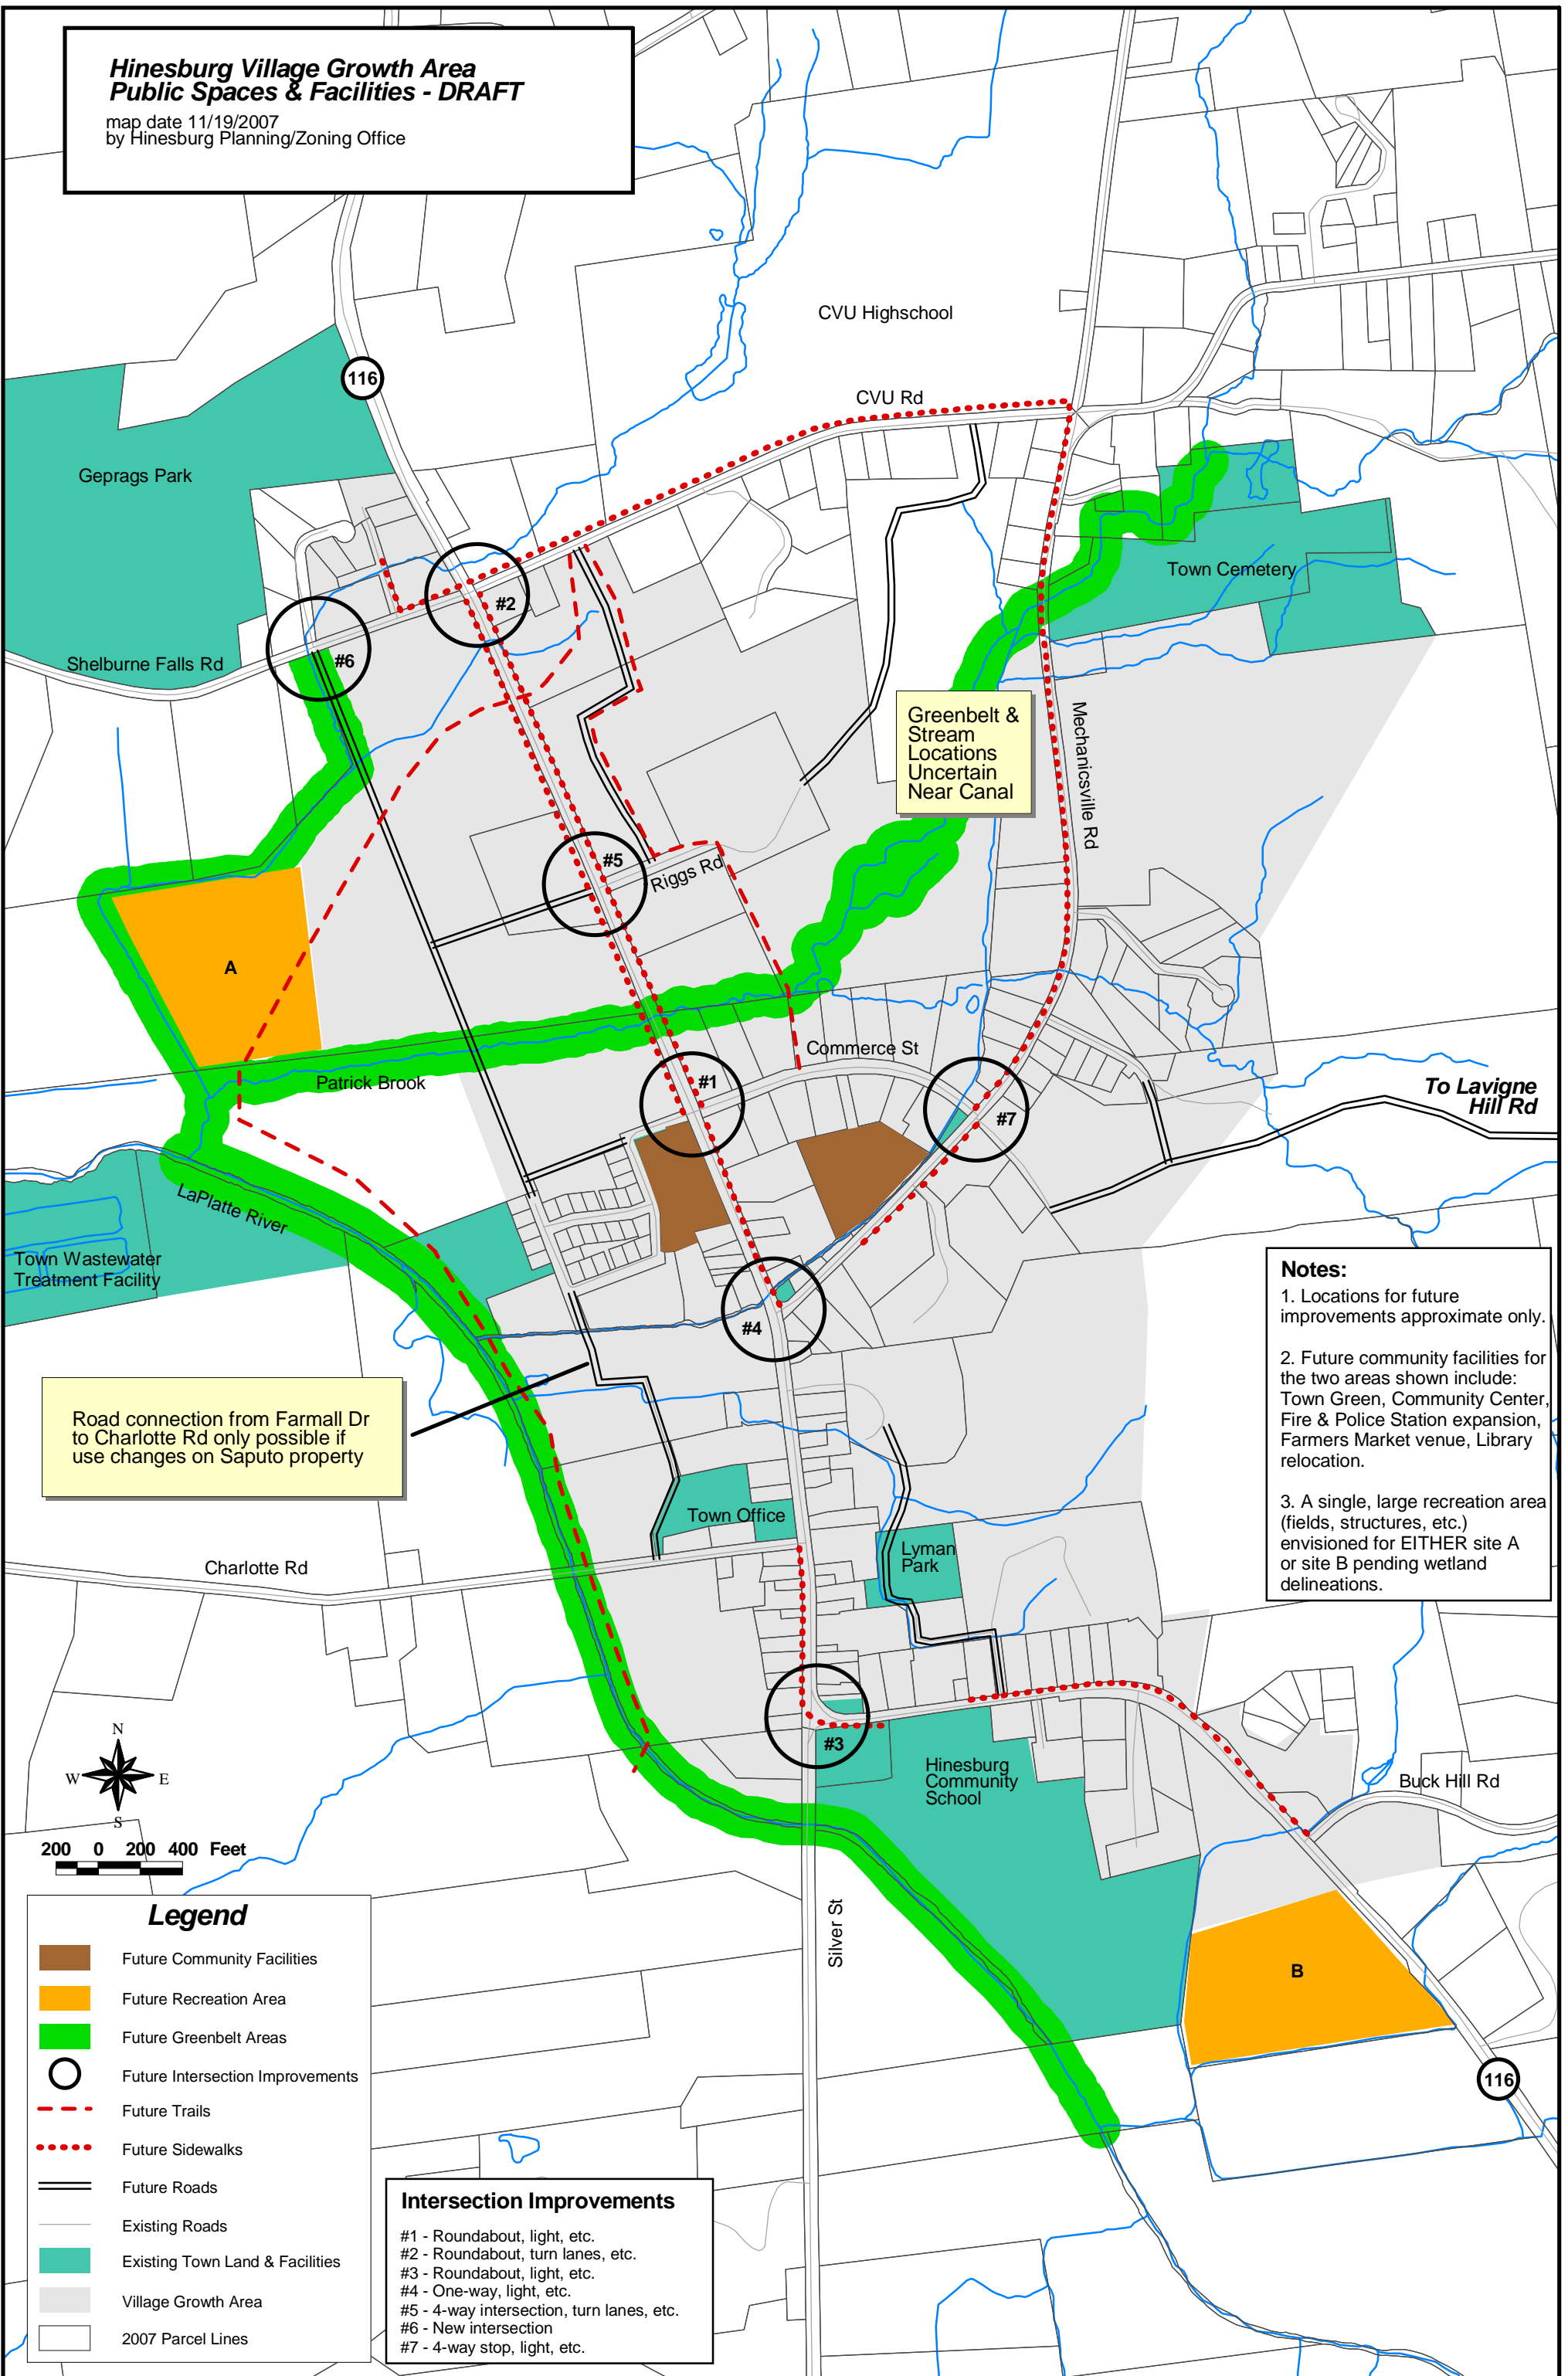 Hinesburg Village Growth Area
Public Spaces & Facilities - DRAFT
map date 11/19/2007
by Hinesburg Planning/Zoning Office
CVU Highschool
116
CVU Rd
Geprags Park
Town Cemetery
#2
Shelburne Falls Rd
#6
Greenbelt &
Stream
Locations
Uncertain
Near Canal
Mechanicsville Rd
#5
Riggs Rd
A
Commerce St
Patrick Brook
#1
#7
To Lavigne
Hill Rd
LaPlatte River
Town Wastewater
Treatment Facility
#4
Notes:
1. Locations for future
improvements approximate only.
2. Future community facilities for
the two areas shown include:
Town Green, Community Center,
Fire & Police Station expansion,
Farmers Market venue, Library
relocation.
3. A single, large recreation area
(fields, structures, etc.)
envisioned for EITHER site A
or site B pending wetland
delineations.
Road connection from Farmall Dr
to Charlotte Rd only possible if
use changes on Saputo property
Town Office
Lyman
Park
Charlotte Rd
#3
Hinesburg
Community
School
Buck Hill Rd
N
W E
S
200 0 200 400 Feet
Silver St
B
116
Legend
Future Community Facilities
Future Recreation Area
Future Greenbelt Areas
Future Intersection Improvements
Future Trails
Future Sidewalks
Future Roads
Existing Roads
Existing Town Land & Facilities
Village Growth Area
2007 Parcel Lines
Intersection Improvements
#1 - Roundabout, light, etc.
#2 - Roundabout, turn lanes, etc.
#3 - Roundabout, light, etc.
#4 - One-way, light, etc.
#5 - 4-way intersection, turn lanes, etc.
#6 - New intersection
#7 - 4-way stop, light, etc.